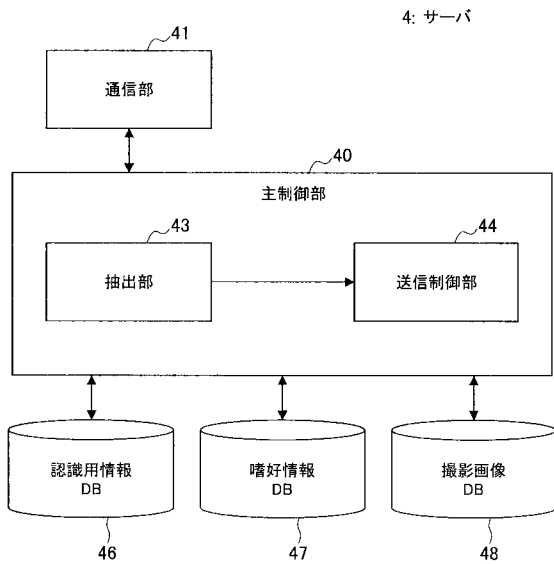 4: サーバ
41
通信部
40
主制御部
43
抽出部
44
送信制御部
認識用情報
DB
嗜好情報
DB
撮影画像
DB
46
47
48